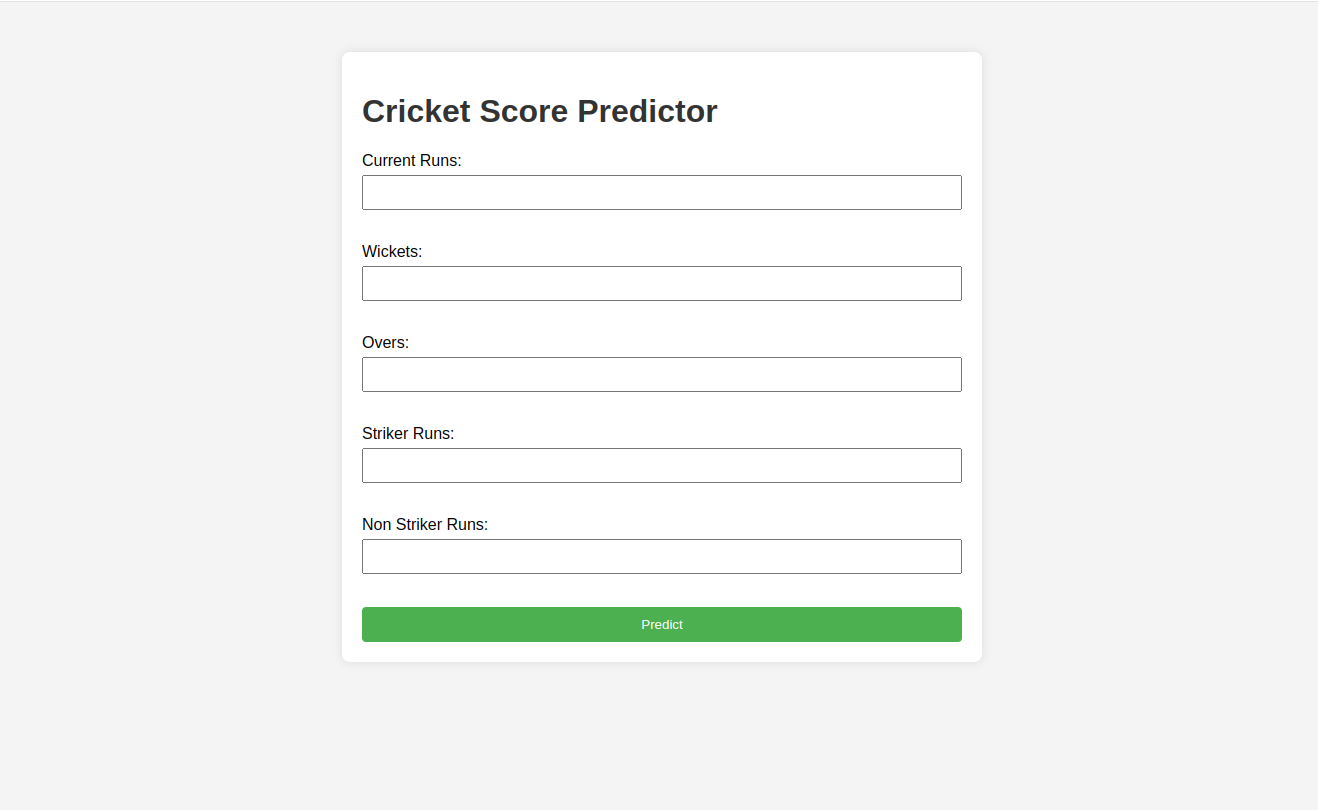 Cricket Score Predictor
Current Runs:
Wickets:
Overs:
Striker Runs:
Non Striker Runs:
Predict